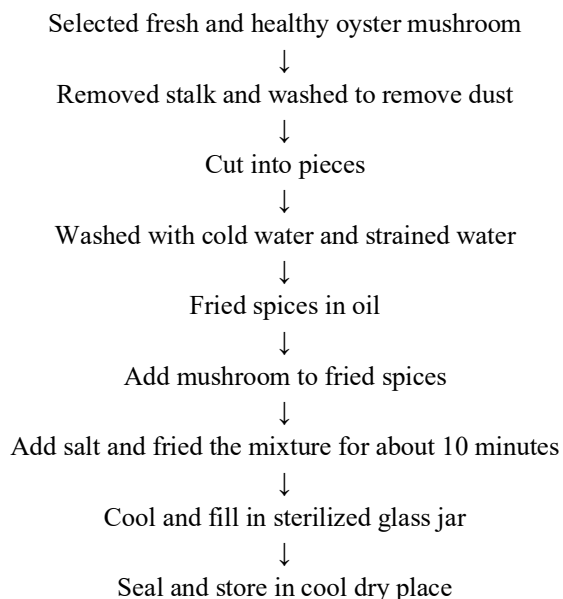 Selected fresh and healthy oyster mushroom
↓
Removed stalk and washed to remove dust
↓
Cut into pieces
↓
Washed with cold water and strained water
↓
Fried spices in oil
↓
Add mushroom to fried spices
↓
Add salt and fried the mixture for about 10 minutes
↓
Cool and fill in sterilized glass jar
↓
Seal and store in cool dry place